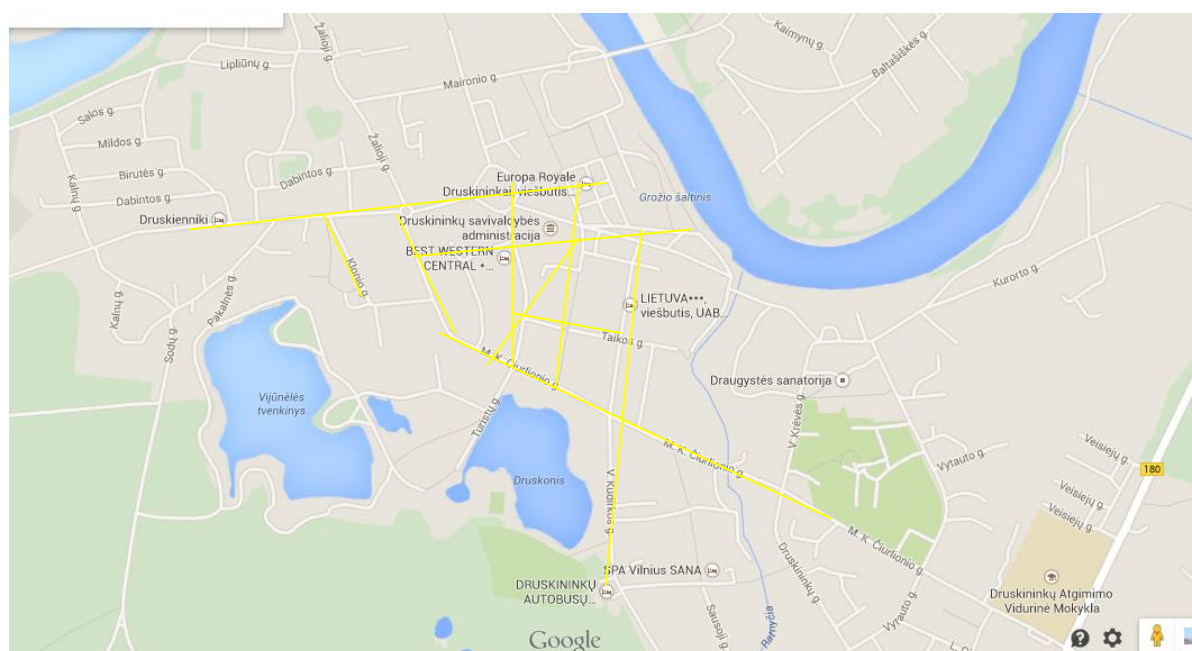 Kaimynų g.
Baltašiškės g.
Žalioji g.
Lipliūnų g.
Maironio g.
Salos g.
Mildos g.
Žalioji g.
Birutės g.
Dabintos g.
Kalnų g.
Dabintos g.
Europa Royale
Druskininkai viešbutis...
Grožio šaltinis
Druskienniki
Druskininkų savivaldybės
administracija
BEST WESTERN
CENTRAL *...
Klonio g.
Kurorto g.
Kalnų g.
Pakalnės g.
Sodų g.
LIETUVA***,
viešbutis, UAB...
Taikos g.
M. K. Čiurlionio g.
Draugystės sanatorija
Vijūnėlės
tvenkinys
Turistų g.
V. Krėvės g.
Druskonis
M. K. Čiurlionio g.
Vytauto g.
Veisiejų g.
180
Veisiejų g.
Veisiejų g.
V. Kudirkos g.
M. K. Čiurlionio g.
SPA Vilnius SANA
Druskininkų g.
DRUSKININKŲ
AUTOBUSŲ...
Druskininkų Atgimimo
Vidurinė Mokykla
Sausoji g.
Ratnyčia
Vytauto g.
Google